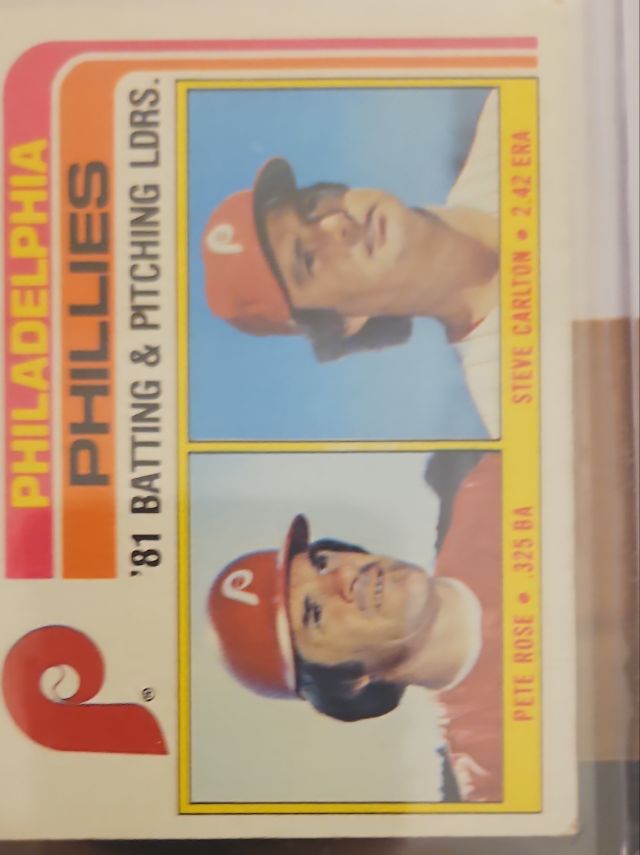 PHILADELPHIA
PHILLIES
'81 BATTING & PITCHING LDRS.
P
®
P
P
PETE ROSE • .325 BA
STEVE CARLTON • 2.42 ERA